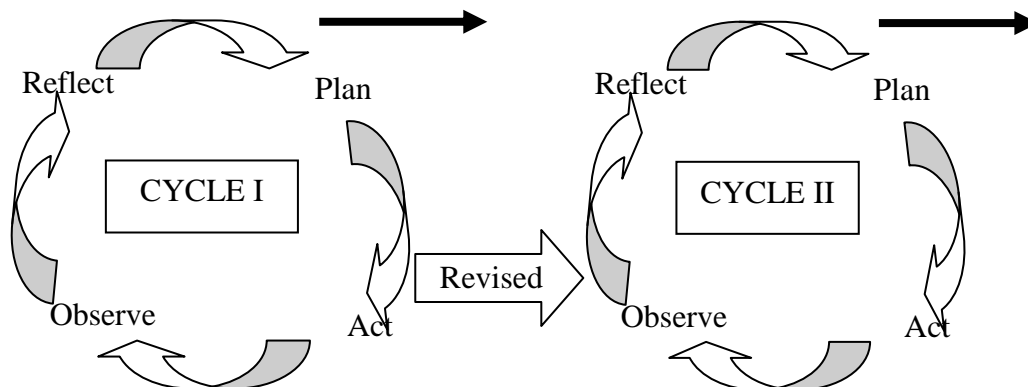 Reflect
Plan
CYCLE I
Observe
Act
Revised
Reflect
Plan
CYCLE II
Observe
Act